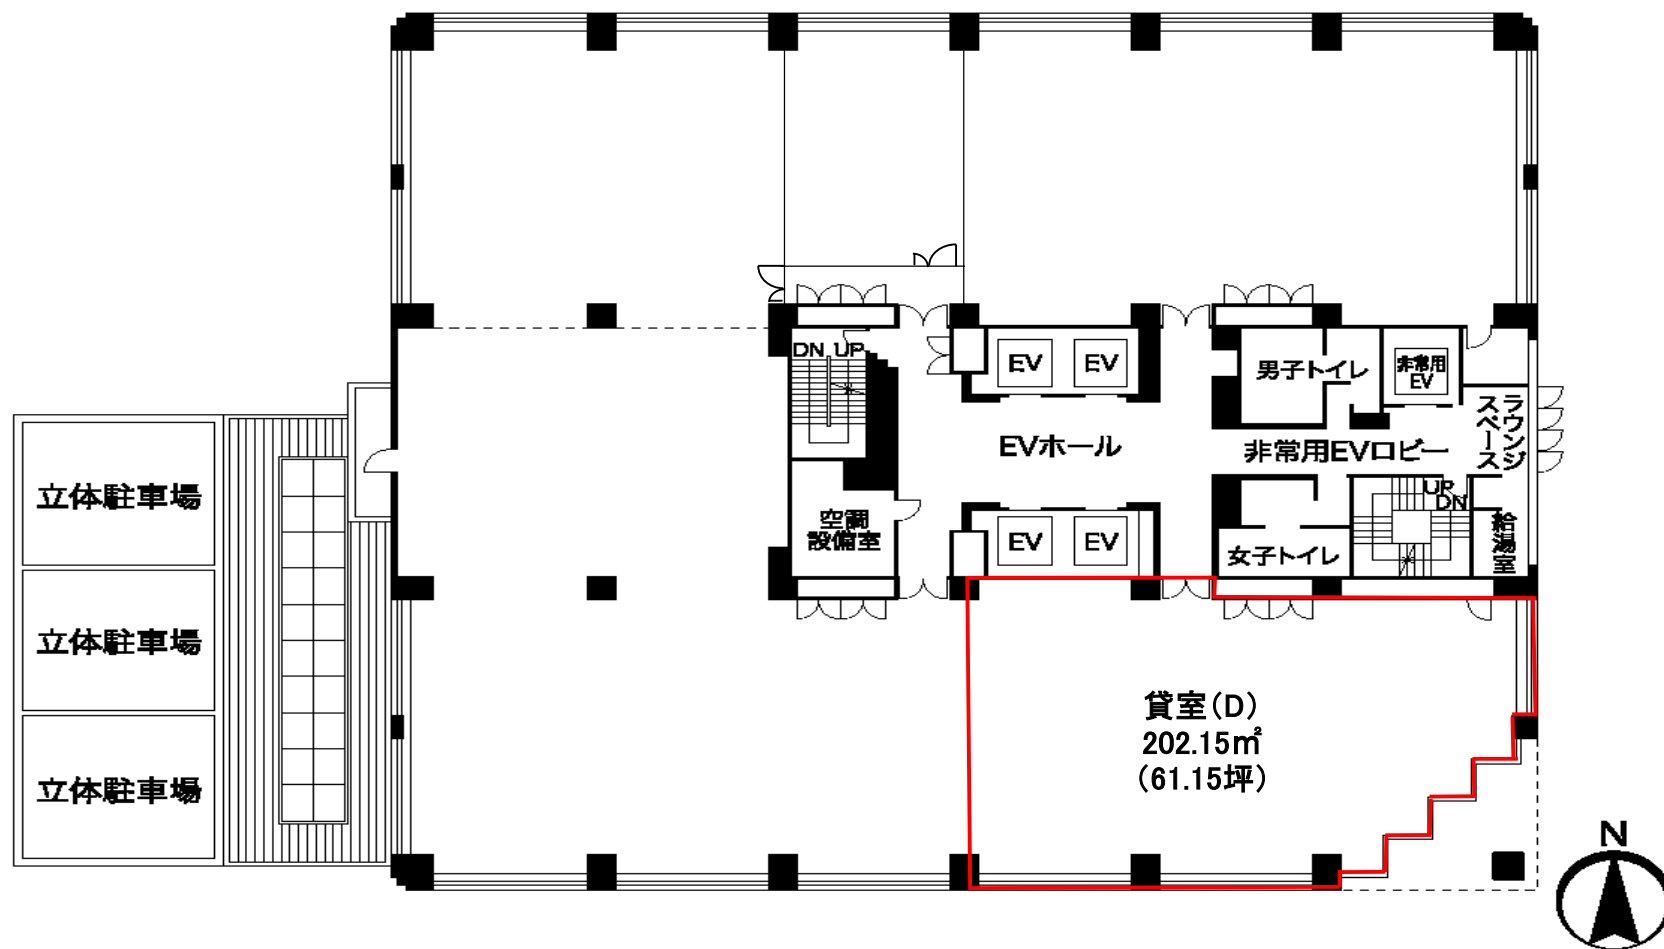 DN UP
EV
EV
男子トイレ
非常用
EV
ラウンジ
スペース
EVホール
非常用EVロビー
立体駐車場
UP
DN
空調
設備室
EV
EV
女子トイレ
給湯室
立体駐車場
貸室(D)
202.15㎡
(61.15坪)
立体駐車場
N